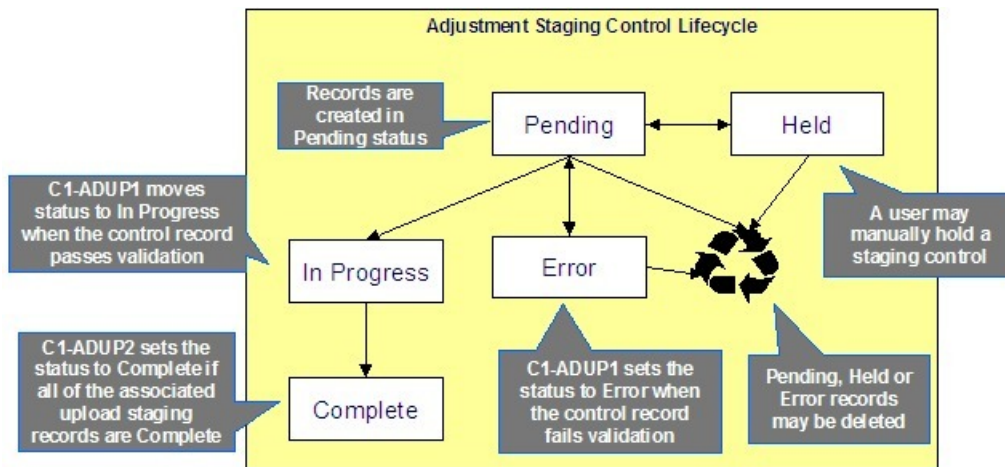 Adjustment Staging Control Lifecycle
Records are
created in
Pending status
Pending
Held
C1-ADUP1 moves
status to In Progress
when the control record
passes validation
A user may
manually hold a
staging control
In Progress
Error
C1-ADUP2 sets the
status to Complete if
all of the associated
upload staging
records are Complete
Complete
C1-ADUP1 sets the
status to Error when
the control record
fails validation
Pending, Held or
Error records
may be deleted